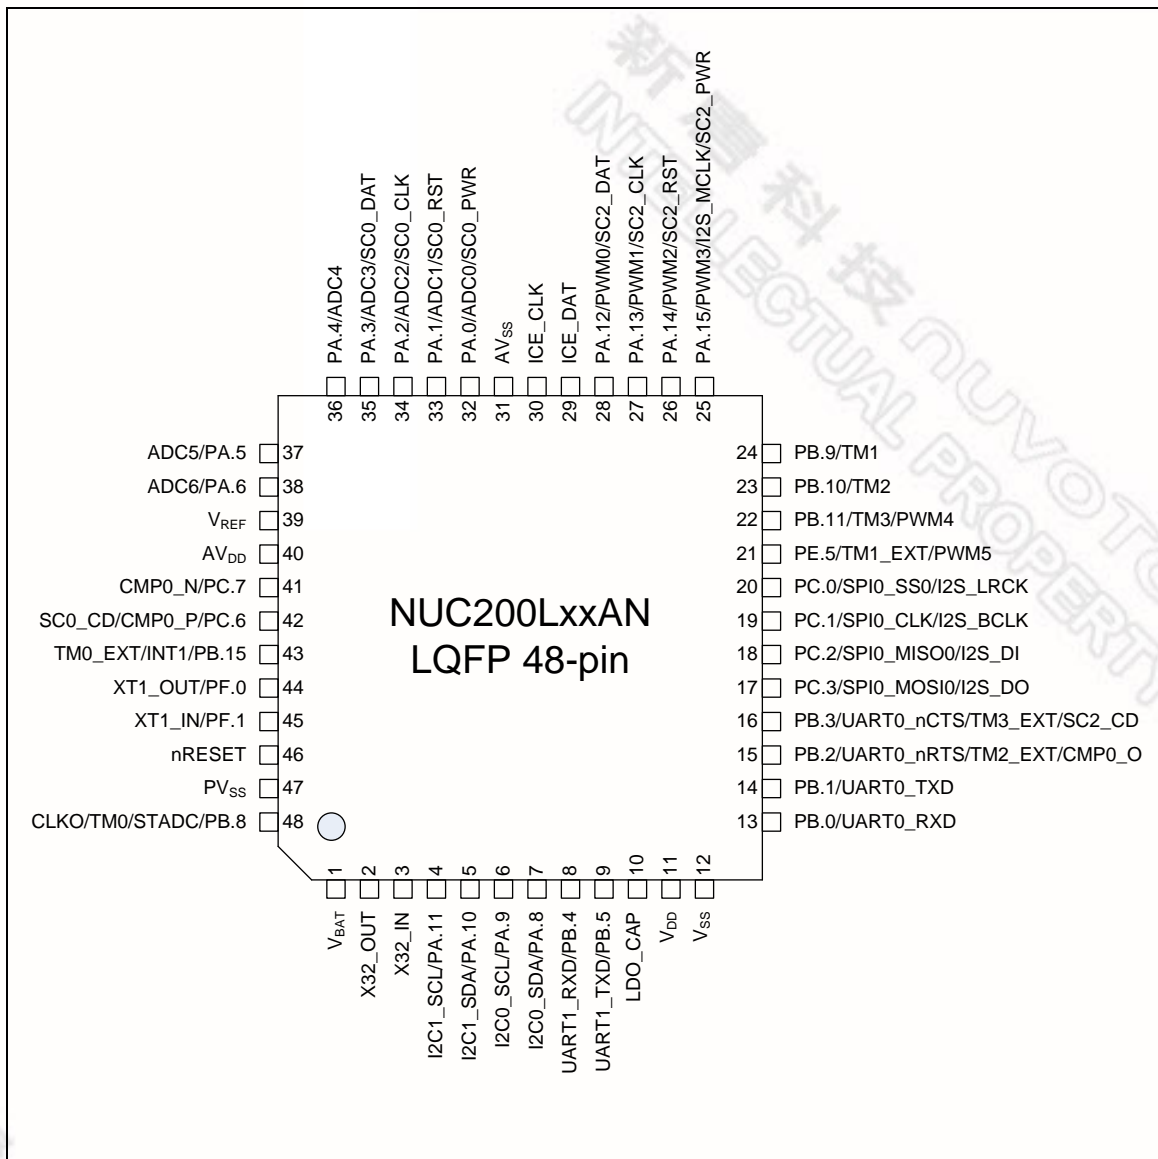 新唐科技 nuvoTo
INTELLECTUAL PROPERTY
PA.4/ADC4
PA.3/ADC3/SC0_DAT
PA.2/ADC2/SC0_CLK
PA.1/ADC1/SC0_RST
PA.0/ADC0/SC0_PWR
AVSS
ICE_CLK
ICE_DAT
PA.12/PWM0/SC2_DAT
PA.13/PWM1/SC2_CLK
PA.14/PWM2/SC2_RST
PA.15/PWM3/I2S_MCLK/SC2_PWR
36 35 34 33 32 31 30 29 28 27 26 25
ADC5/PA.5 37
ADC6/PA.6 38
VREF 39
AVDD 40
CMP0_N/PC.7 41
SC0_CD/CMP0_P/PC.6 42
TM0_EXT/INT1/PB.15 43
XT1_OUT/PF.0 44
XT1_IN/PF.1 45
nRESET 46
PVSS 47
CLKO/TM0/STADC/PB.8 48
NUC200LxxAN
LQFP 48-pin
24 PB.9/TM1
23 PB.10/TM2
22 PB.11/TM3/PWM4
21 PE.5/TM1_EXT/PWM5
20 PC.0/SPI0_SS0/I2S_LRCK
19 PC.1/SPI0_CLK/I2S_BCLK
18 PC.2/SPI0_MISO0/I2S_DI
17 PC.3/SPI0_MOSI0/I2S_DO
16 PB.3/UART0_nCTS/TM3_EXT/SC2_CD
15 PB.2/UART0_nRTS/TM2_EXT/CMP0_O
14 PB.1/UART0_TXD
13 PB.0/UART0_RXD
1 2 3 4 5 6 7 8 9 10 11 12
VBAT
X32_OUT
X32_IN
I2C1_SCL/PA.11
I2C1_SDA/PA.10
I2C0_SCL/PA.9
I2C0_SDA/PA.8
UART1_RXD/PB.4
UART1_TXD/PB.5
LDO_CAP
VDD
VSS